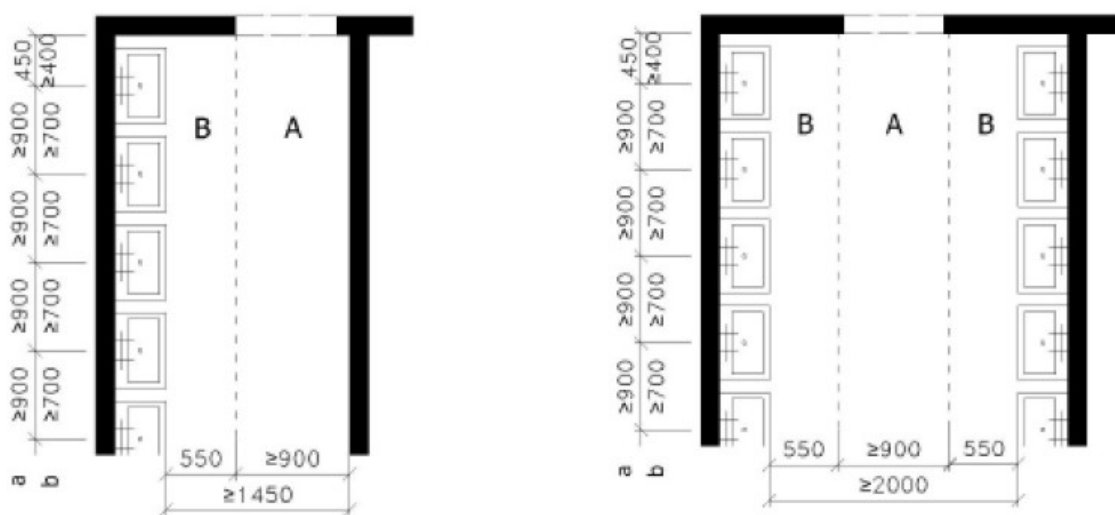 450 ≥900 ≥900 ≥900 ≥900 a
≥400 ≥700 ≥700 ≥700 ≥700 b
B A
550 ≥900
≥1450
450 ≥900 ≥900 ≥900 ≥900 a
≥400 ≥700 ≥700 ≥700 ≥700 b
B A B
550 ≥900 550
≥2000